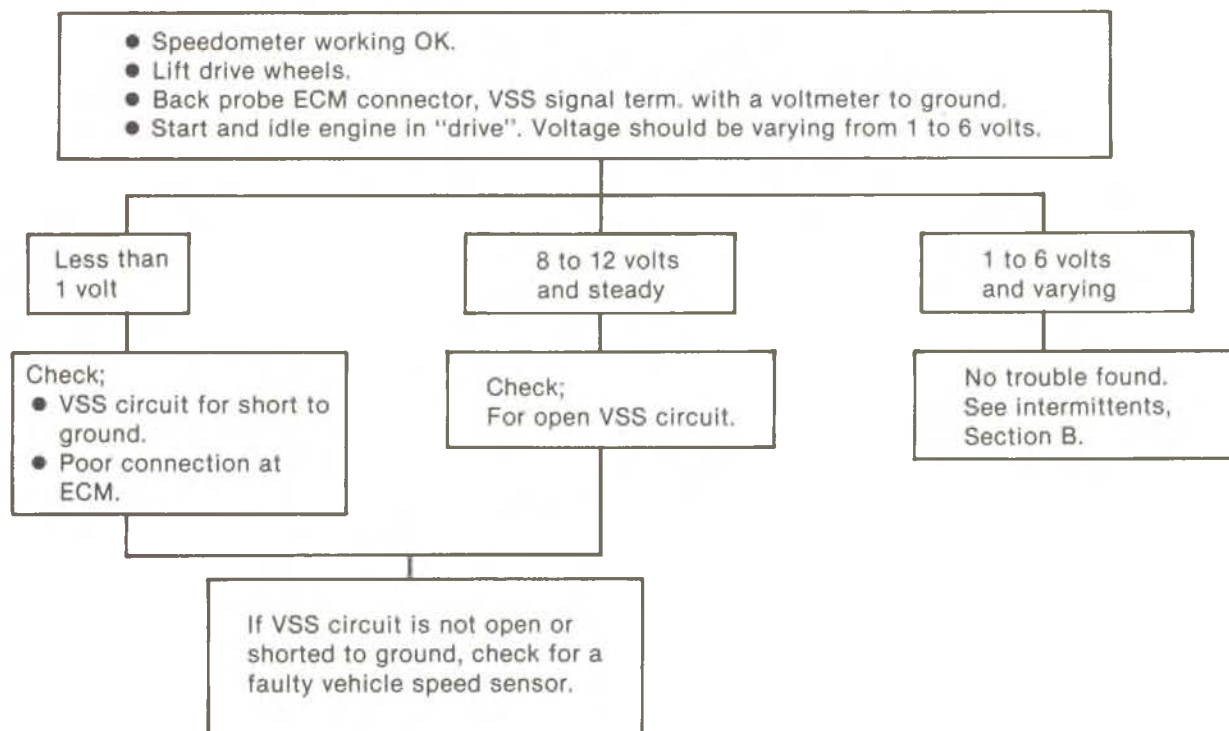 ● Speedometer working OK.
● Lift drive wheels.
● Back probe ECM connector, VSS signal term. with a voltmeter to ground.
● Start and idle engine in "drive". Voltage should be varying from 1 to 6 volts.
Less than
1 volt
8 to 12 volts
and steady
1 to 6 volts
and varying
Check;
● VSS circuit for short to
ground.
● Poor connection at
ECM.
Check;
For open VSS circuit.
No trouble found.
See intermittents,
Section B.
If VSS circuit is not open or
shorted to ground, check for a
faulty vehicle speed sensor.